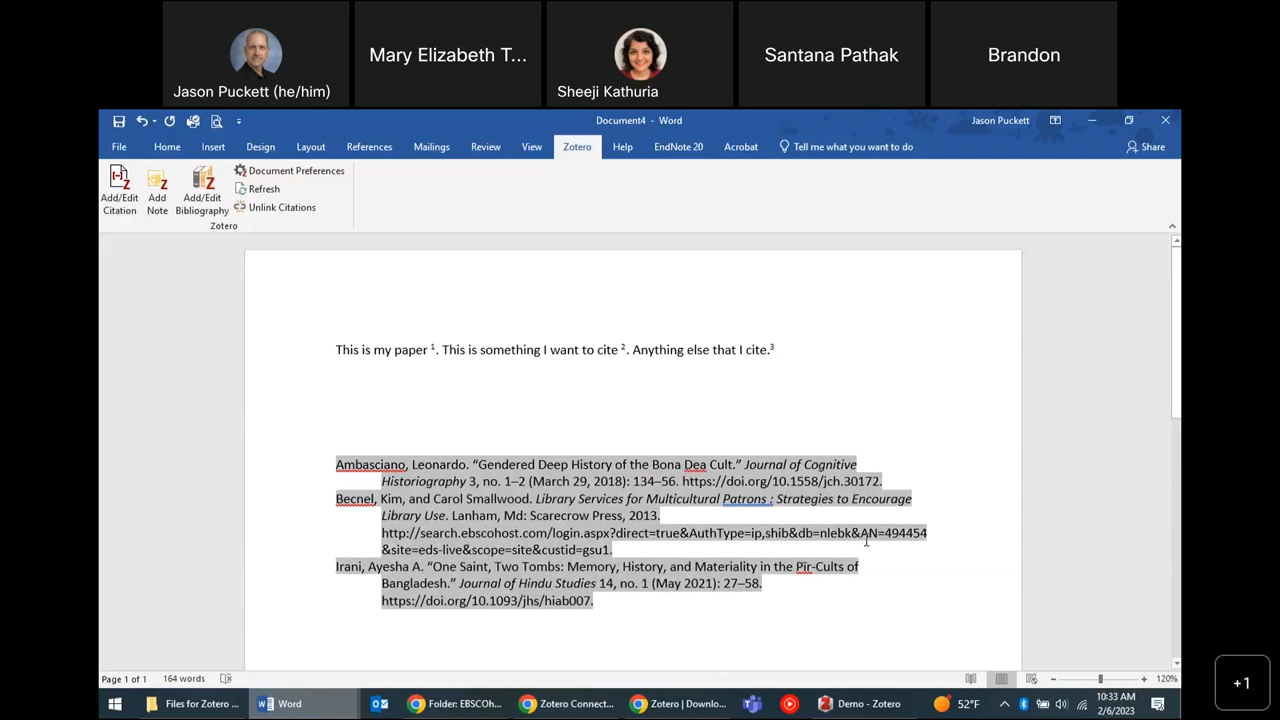 Jason Puckett (he/him)
Mary Elizabeth T...
Sheeji Kathuria
Santana Pathak
Brandon
Document4 - Word
Jason Puckett
File Home Insert Design Layout References Mailings Review View Zotero Help EndNote 20 Acrobat Tell me what you want to do Share
Add/Edit Citation
Add Note
Add/Edit Bibliography
Document Preferences
Refresh
Unlink Citations
Zotero
This is my paper ¹. This is something I want to cite ². Anything else that I cite.³
Ambasciano, Leonardo. “Gendered Deep History of the Bona Dea Cult.” Journal of Cognitive
Historiography 3, no. 1–2 (March 29, 2018): 134–56. https://doi.org/10.1558/jch.30172.
Becnel, Kim, and Carol Smallwood. Library Services for Multicultural Patrons : Strategies to Encourage
Library Use. Lanham, Md: Scarecrow Press, 2013.
http://search.ebscohost.com/login.aspx?direct=true&AuthType=ip,shib&db=nlebk&AN=494454
&site=eds-live&scope=site&custid=gsu1.
Irani, Ayesha A. “One Saint, Two Tombs: Memory, History, and Materiality in the Pīr-Cults of
Bangladesh.” Journal of Hindu Studies 14, no. 1 (May 2021): 27–58.
https://doi.org/10.1093/jhs/hiab007.
Page 1 of 1 164 words
120%
+1
Files for Zotero ...
Word
Folder: EBSCOh...
Zotero Connect...
Zotero | Downlo...
Demo - Zotero
52°F
10:33 AM
2/6/2023